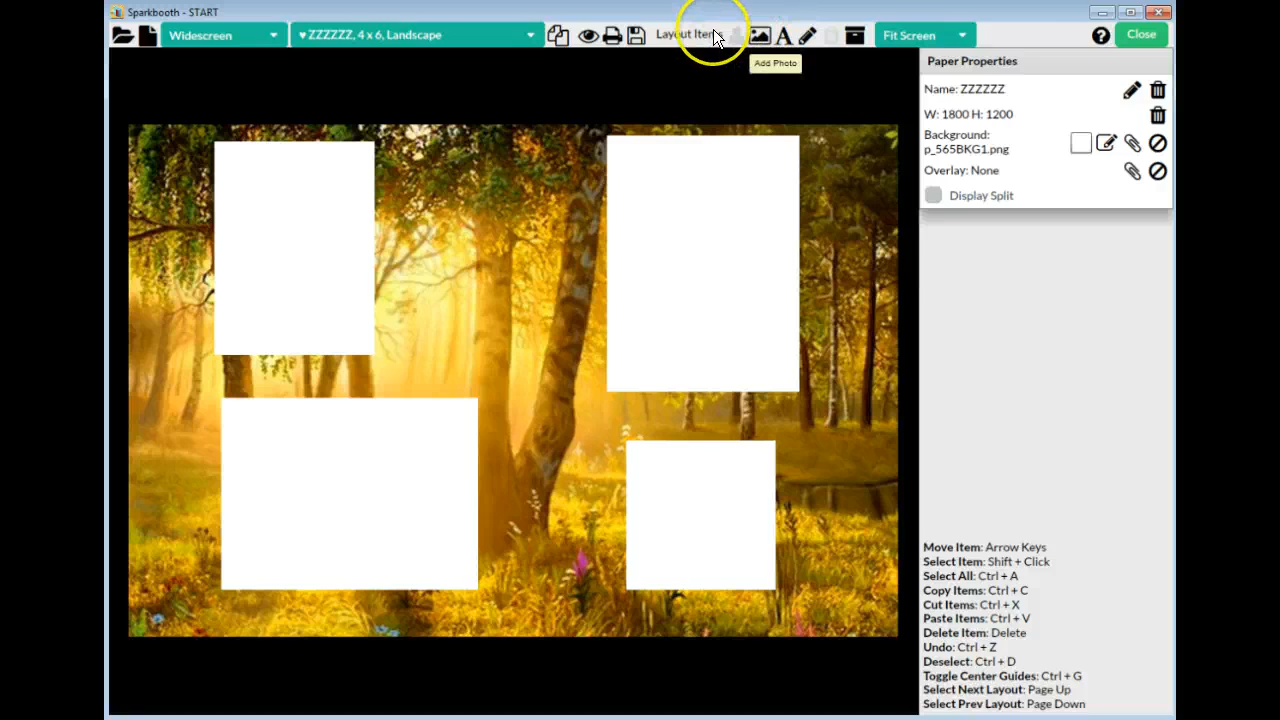 Sparkbooth - START
Widescreen
♥ ZZZZZZ, 4 x 6, Landscape
Layout Items
Fit Screen
Close
Add Photo
Paper Properties
Name: ZZZZZZ
W: 1800 H: 1200
Background:
p_565BKG1.png
Overlay: None
Display Split
Move Item: Arrow Keys
Select Item: Shift + Click
Select All: Ctrl + A
Copy Items: Ctrl + C
Cut Items: Ctrl + X
Paste Items: Ctrl + V
Delete Item: Delete
Undo: Ctrl + Z
Deselect: Ctrl + D
Toggle Center Guides: Ctrl + G
Select Next Layout: Page Up
Select Prev Layout: Page Down